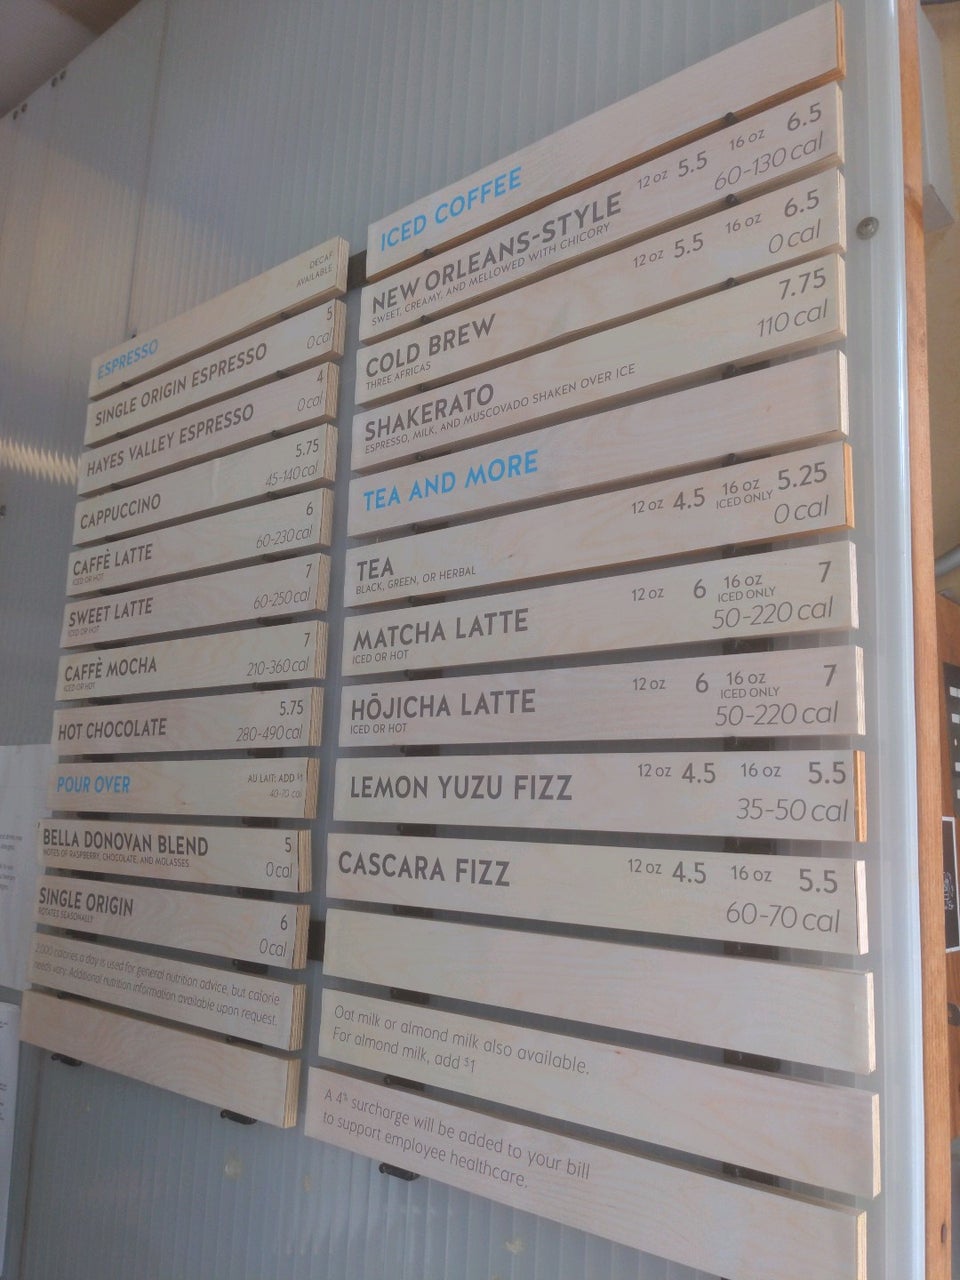 ESPRESSO
DECAF
AVAILABLE
SINGLE ORIGIN ESPRESSO 5
0 cal
HAYES VALLEY ESPRESSO 4
0 cal
CAPPUCCINO 5.75
45-140 cal
CAFFÈ LATTE 6
ICED OR HOT 60-230 cal
SWEET LATTE 7
ICED OR HOT 60-250 cal
CAFFÈ MOCHA 7
ICED OR HOT 210-360 cal
HOT CHOCOLATE 5.75
280-490 cal
POUR OVER AU LAIT: ADD $1
40-70 cal
BELLA DONOVAN BLEND 5
NOTES OF RASPBERRY, CHOCOLATE, AND MOLASSES 0 cal
SINGLE ORIGIN 6
ROTATES SEASONALLY 0 cal
2,000 calories a day is used for general nutrition advice, but calorie
needs vary. Additional nutrition information available upon request.
ICED COFFEE
NEW ORLEANS-STYLE 12 oz 5.5 16 oz 6.5
SWEET, CREAMY, AND MELLOWED WITH CHICORY 60-130 cal
COLD BREW 12 oz 5.5 16 oz 6.5
THREE AFRICAS 0 cal
SHAKERATO 7.75
ESPRESSO, MILK, AND MUSCOVADO SHAKEN OVER ICE 110 cal
TEA AND MORE
TEA 12 oz 4.5 16 oz ICED ONLY 5.25
BLACK, GREEN, OR HERBAL 0 cal
MATCHA LATTE 12 oz 6 16 oz ICED ONLY 7
ICED OR HOT 50-220 cal
HŌJICHA LATTE 12 oz 6 16 oz ICED ONLY 7
ICED OR HOT 50-220 cal
LEMON YUZU FIZZ 12 oz 4.5 16 oz 5.5
35-50 cal
CASCARA FIZZ 12 oz 4.5 16 oz 5.5
60-70 cal
Oat milk or almond milk also available.
For almond milk, add $1
A 4% surcharge will be added to your bill
to support employee healthcare.